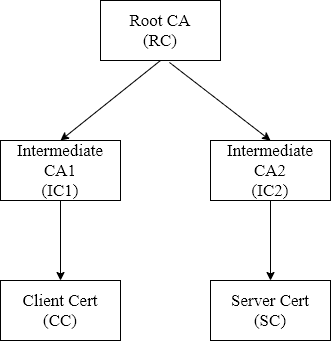 Root CA
(RC)
Intermediate
CA1
(IC1)
Intermediate
CA2
(IC2)
Client Cert
(CC)
Server Cert
(SC)